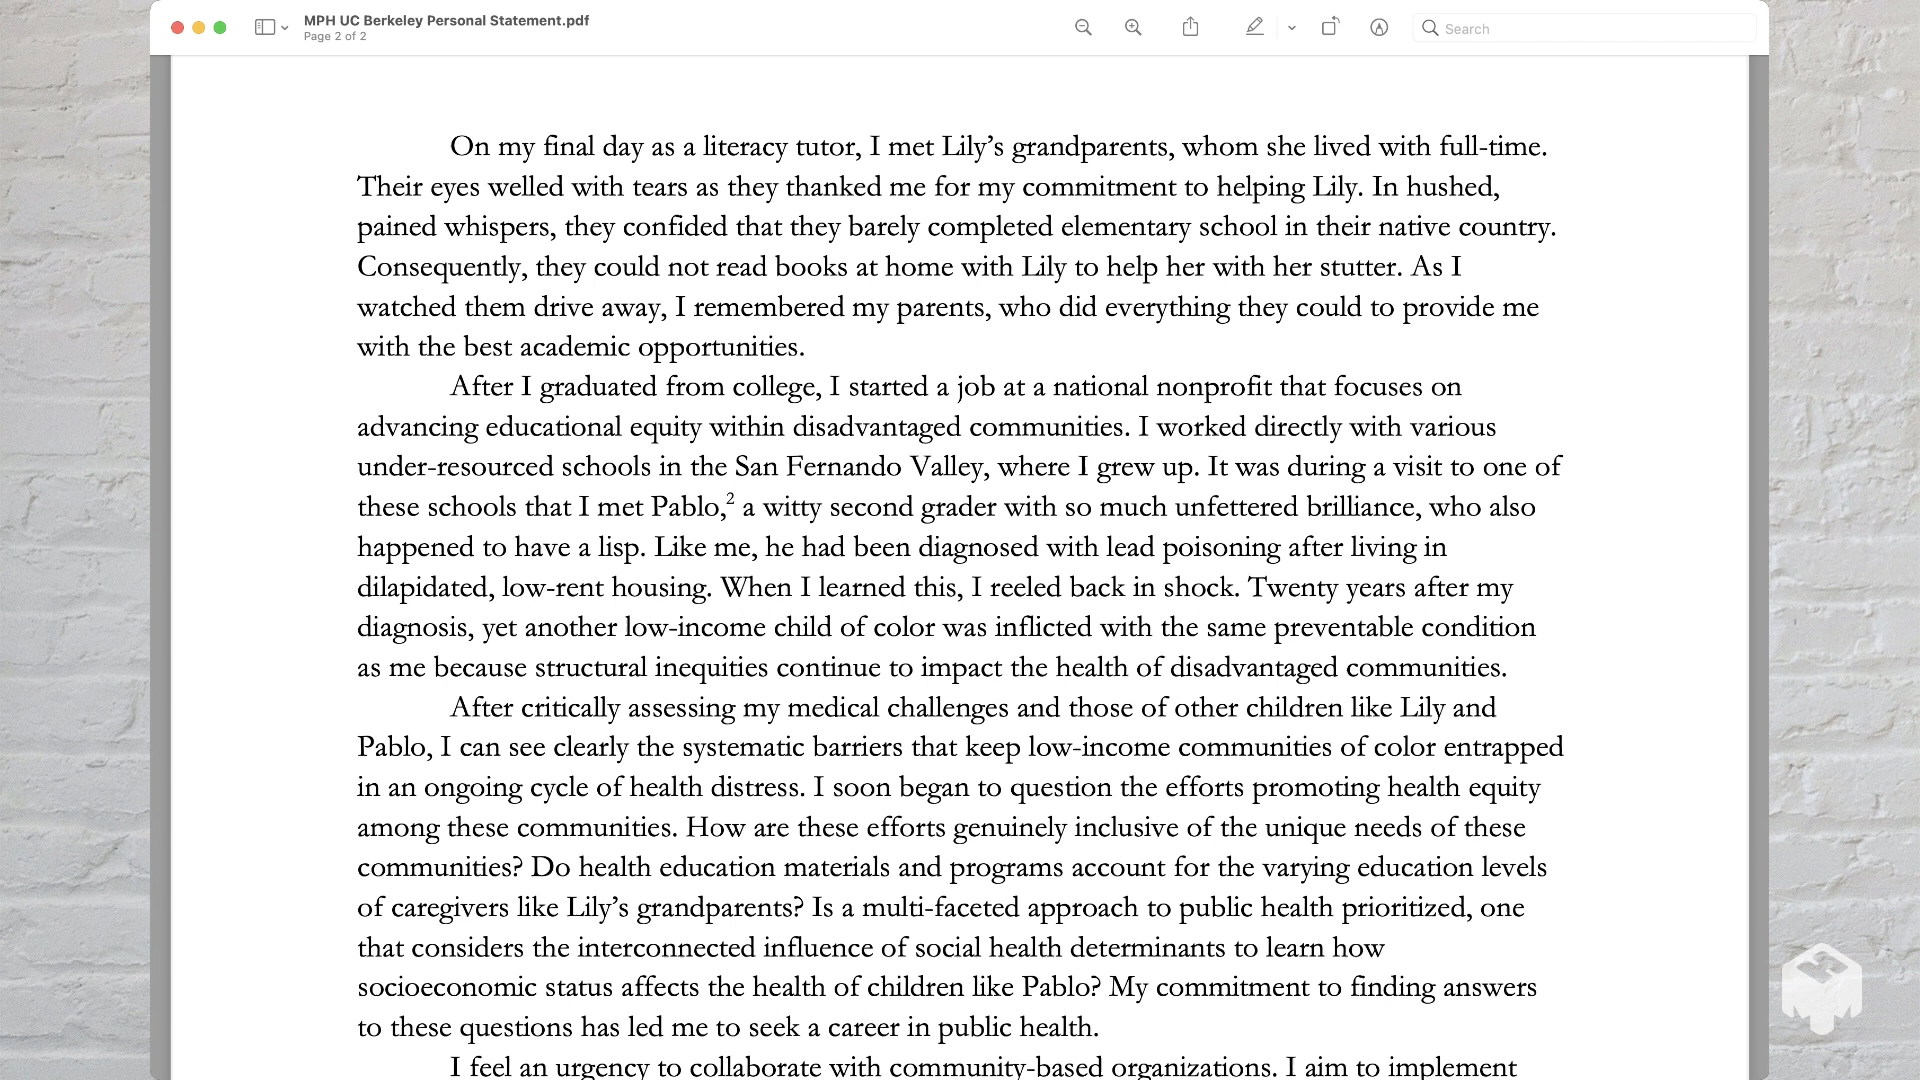 MPH UC Berkeley Personal Statement.pdf
Page 2 of 2
Search
On my final day as a literacy tutor, I met Lily’s grandparents, whom she lived with full-time.
Their eyes welled with tears as they thanked me for my commitment to helping Lily. In hushed,
pained whispers, they confided that they barely completed elementary school in their native country.
Consequently, they could not read books at home with Lily to help her with her stutter. As I
watched them drive away, I remembered my parents, who did everything they could to provide me
with the best academic opportunities.
After I graduated from college, I started a job at a national nonprofit that focuses on
advancing educational equity within disadvantaged communities. I worked directly with various
under-resourced schools in the San Fernando Valley, where I grew up. It was during a visit to one of
these schools that I met Pablo,² a witty second grader with so much unfettered brilliance, who also
happened to have a lisp. Like me, he had been diagnosed with lead poisoning after living in
dilapidated, low-rent housing. When I learned this, I reeled back in shock. Twenty years after my
diagnosis, yet another low-income child of color was inflicted with the same preventable condition
as me because structural inequities continue to impact the health of disadvantaged communities.
After critically assessing my medical challenges and those of other children like Lily and
Pablo, I can see clearly the systematic barriers that keep low-income communities of color entrapped
in an ongoing cycle of health distress. I soon began to question the efforts promoting health equity
among these communities. How are these efforts genuinely inclusive of the unique needs of these
communities? Do health education materials and programs account for the varying education levels
of caregivers like Lily’s grandparents? Is a multi-faceted approach to public health prioritized, one
that considers the interconnected influence of social health determinants to learn how
socioeconomic status affects the health of children like Pablo? My commitment to finding answers
to these questions has led me to seek a career in public health.
I feel an urgency to collaborate with community-based organizations. I aim to implement